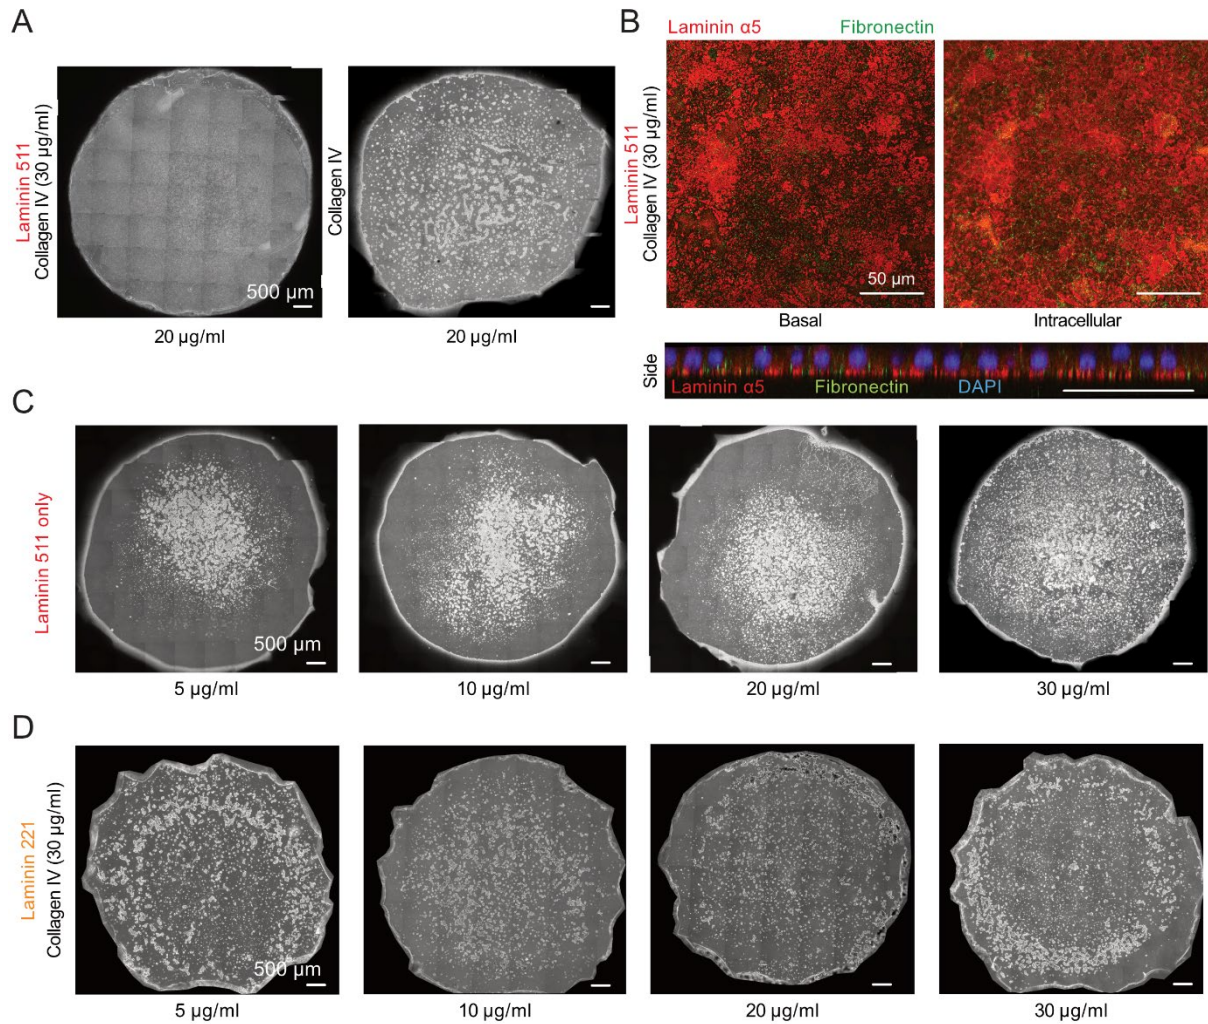 A
Laminin 511
Collagen IV (30 µg/ml)
500 µm
20 µg/ml
Collagen IV
20 µg/ml
B
Laminin α5 Fibronectin
Laminin 511
Collagen IV (30 µg/ml)
50 µm
Basal
Intracellular
Side
Laminin α5 Fibronectin DAPI
C
Laminin 511 only
500 µm
5 µg/ml
10 µg/ml
20 µg/ml
30 µg/ml
D
Laminin 221
Collagen IV (30 µg/ml)
500 µm
5 µg/ml
10 µg/ml
20 µg/ml
30 µg/ml